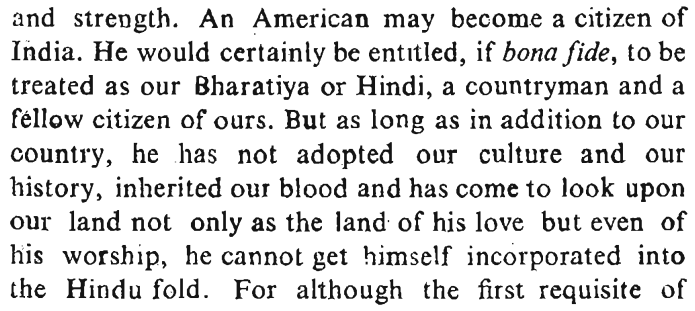 and strength. An American may become a citizen of
India. He would certainly be entitled, if bona fide, to be
treated as our Bharatiya or Hindi, a countryman and a
fellow citizen of ours. But as long as in addition to our
country, he has not adopted our culture and our
history, inherited our blood and has come to look upon
our land not only as the land of his love but even of
his worship, he cannot get himself incorporated into
the Hindu fold. For although the first requisite of